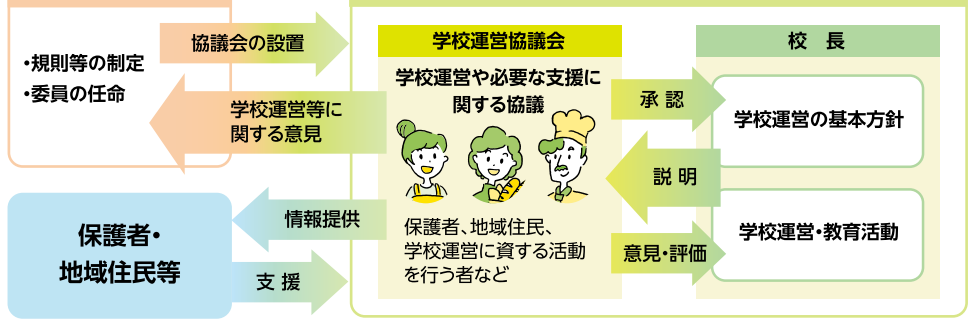 ・規則等の制定
・委員の任命
協議会の設置
学校運営等に
関する意見
保護者・
地域住民等
情報提供
支 援
学校運営協議会
学校運営や必要な支援に
関する協議
保護者、地域住民、
学校運営に資する活動
を行う者など
承 認
説 明
意見・評価
校 長
学校運営の基本方針
学校運営・教育活動